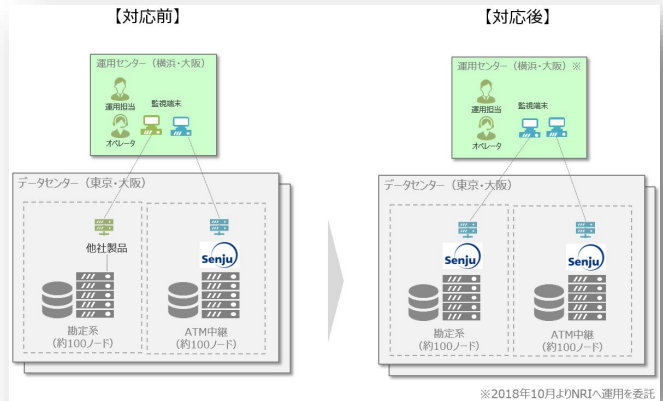 【対応前】
運用センター（横浜・大阪）
運用担当
監視端末
オペレータ
データセンター（東京・大阪）
他社製品
Senju
勘定系
（約100ノード）
ATM中継
（約100ノード）
【対応後】
運用センター（横浜・大阪）※
運用担当
監視端末
オペレータ
データセンター（東京・大阪）
Senju
Senju
勘定系
（約100ノード）
ATM中継
（約100ノード）
※2018年10月よりNRIへ運用を委託